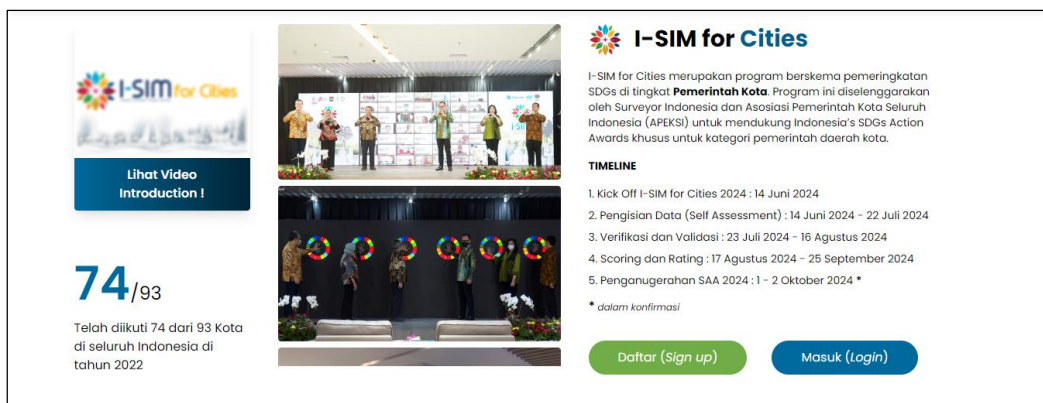 I-SIM for Cities
Lihat Video
Introduction !
74/93
Telah diikuti 74 dari 93 Kota
di seluruh Indonesia di
tahun 2022
I-SIM for Cities
I-SIM for Cities merupakan program berskema pemeringkatan
SDGs di tingkat Pemerintah Kota. Program ini diselenggarakan
oleh Surveyor Indonesia dan Asosiasi Pemerintah Kota Seluruh
Indonesia (APEKSI) untuk mendukung Indonesia's SDGs Action
Awards khusus untuk kategori pemerintah daerah kota.
TIMELINE
1. Kick Off I-SIM for Cities 2024 : 14 Juni 2024
2. Pengisian Data (Self Assessment) : 14 Juni 2024 - 22 Juli 2024
3. Verifikasi dan Validasi : 23 Juli 2024 - 16 Agustus 2024
4. Scoring dan Rating : 17 Agustus 2024 - 25 September 2024
5. Penganugerahan SAA 2024 : 1 - 2 Oktober 2024 *
* dalam konfirmasi
Daftar (Sign up)
Masuk (Login)